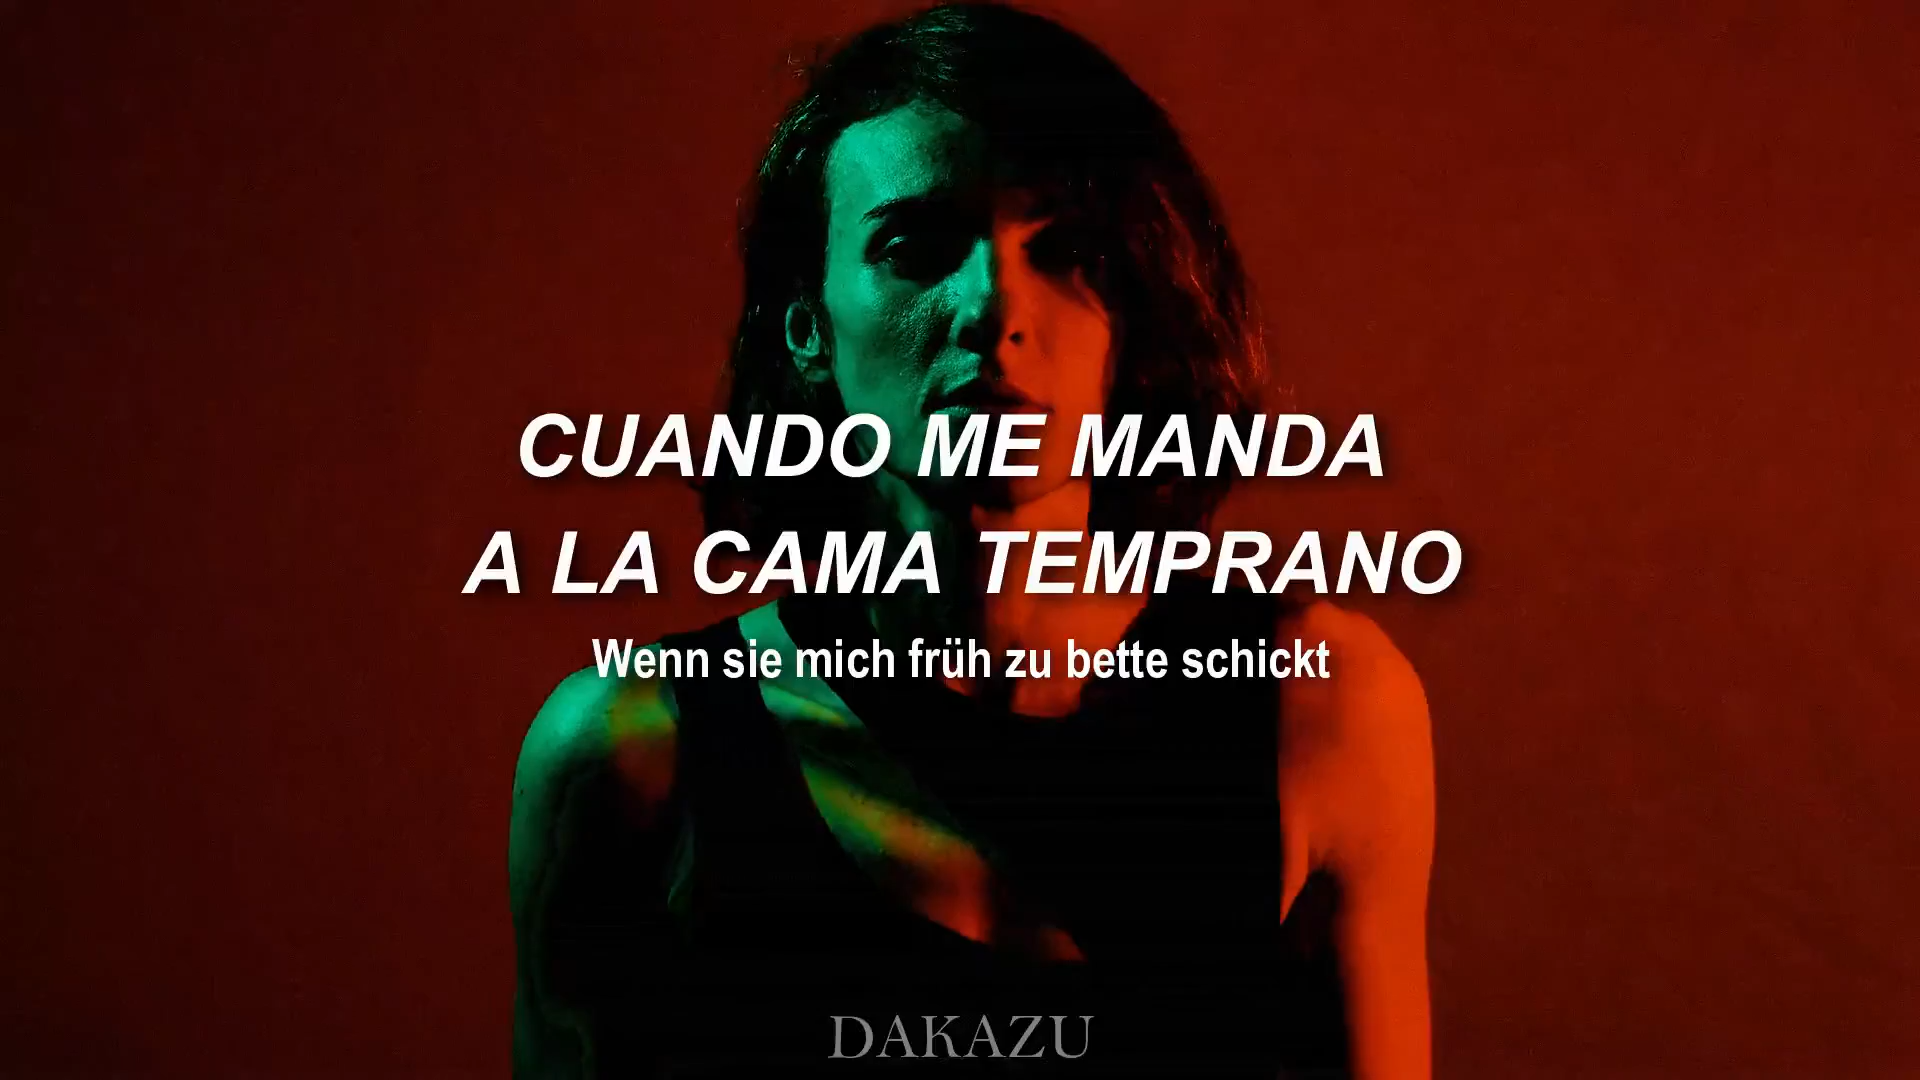 CUANDO ME MANDA
A LA CAMA TEMPRANO
Wenn sie mich früh zu bette schickt
DAKAZU